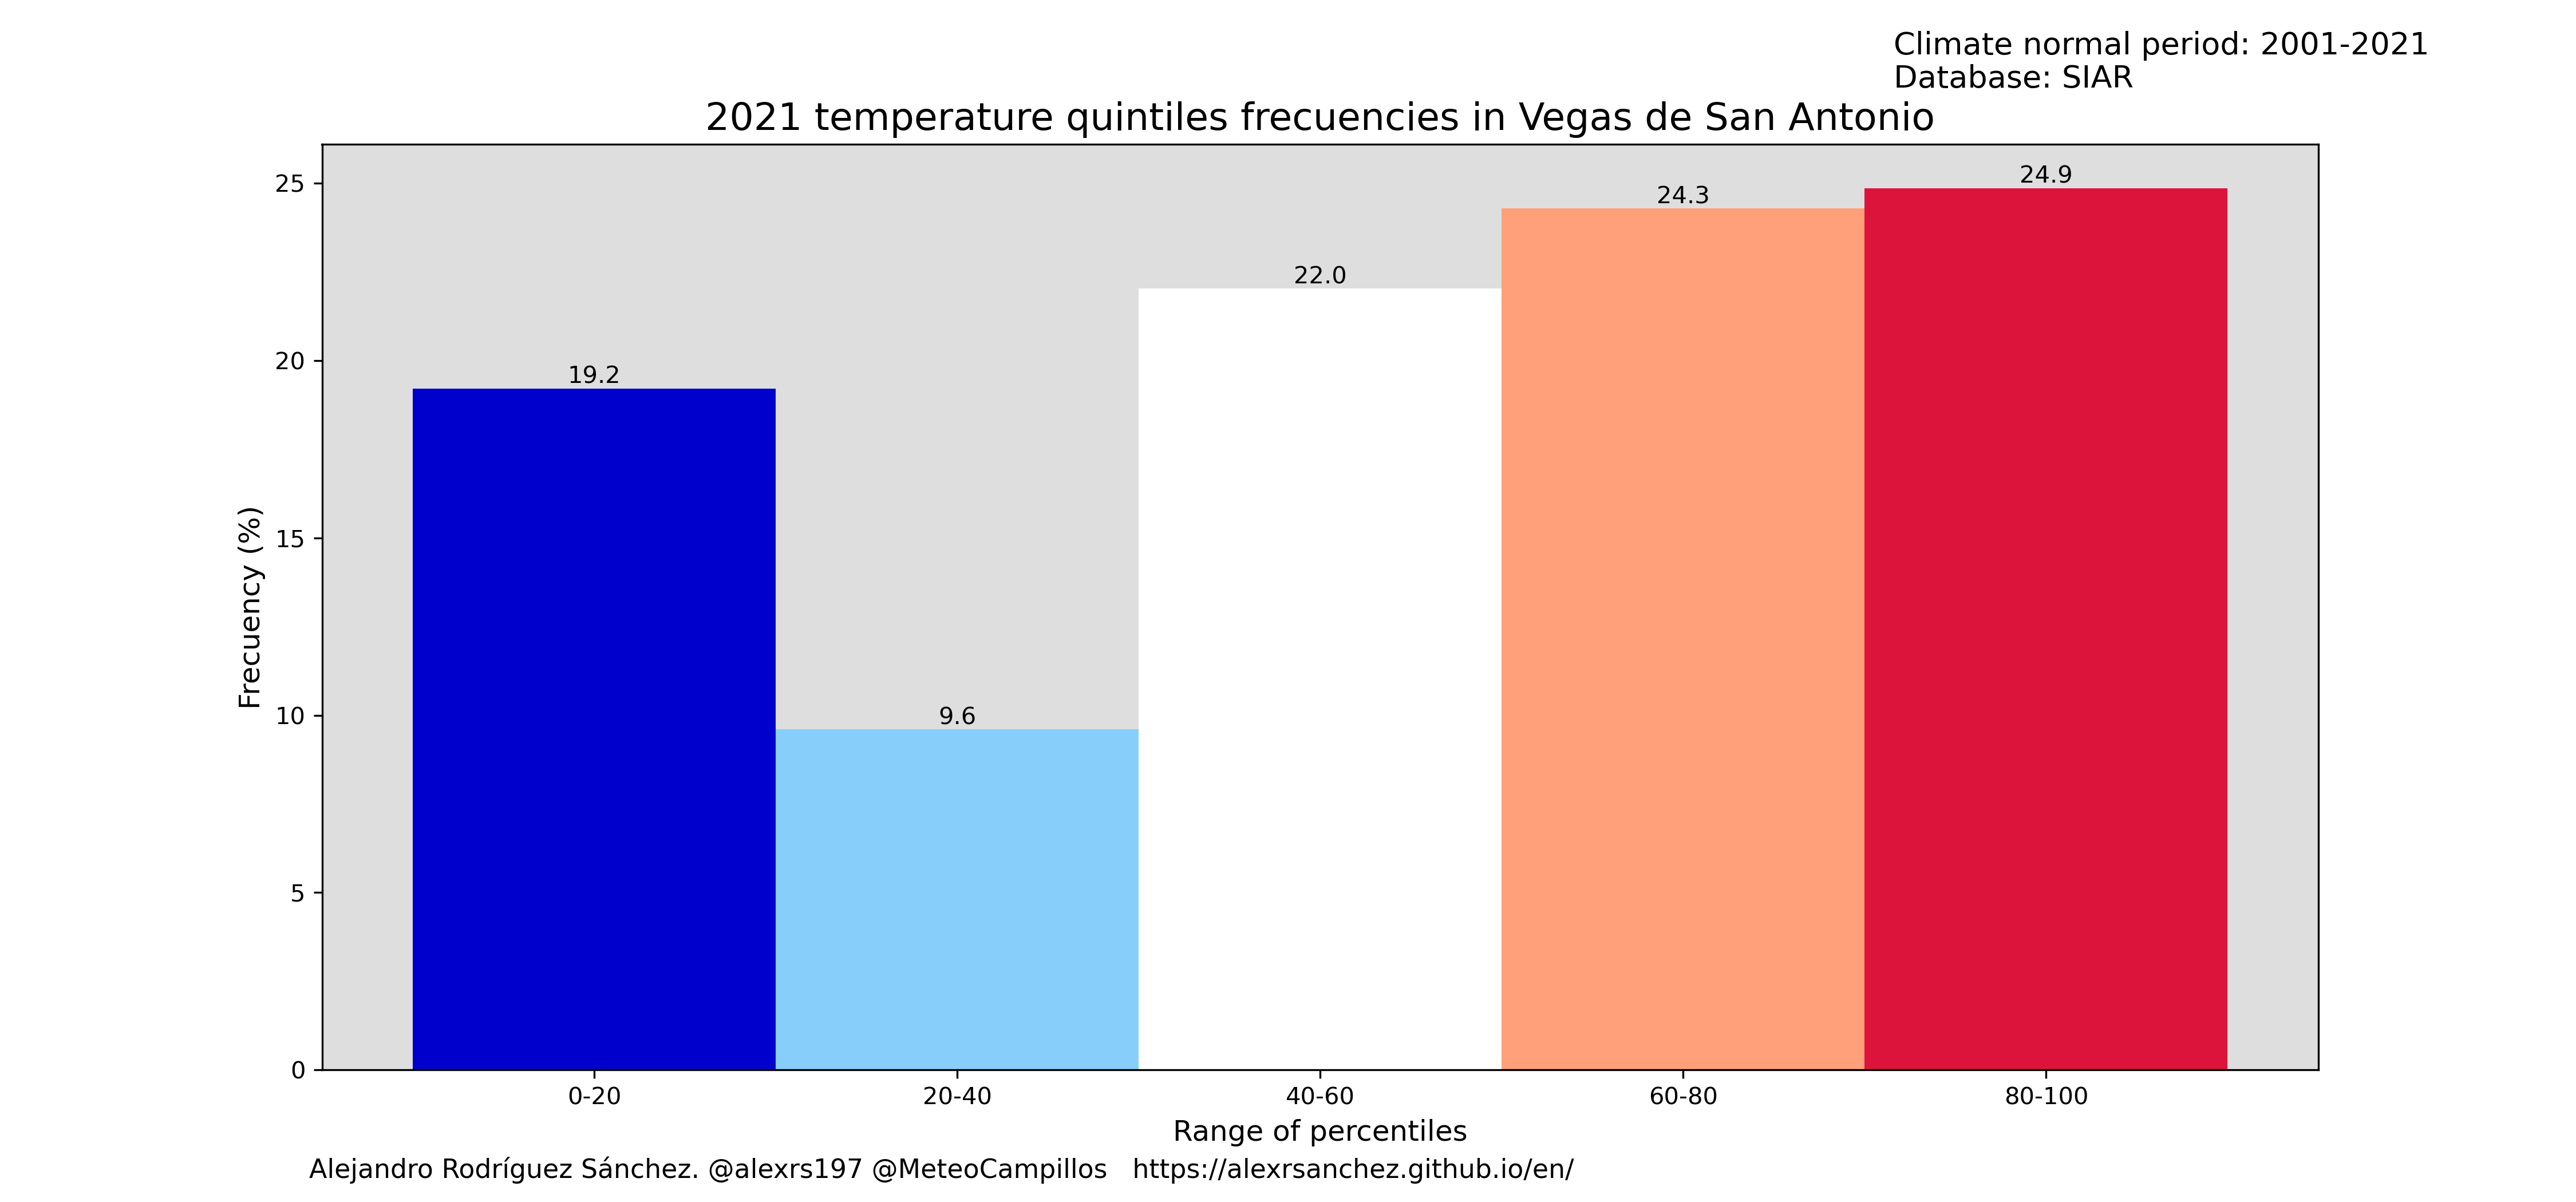 Climate normal period: 2001-2021
Database: SIAR
2021 temperature quintiles frecuencies in Vegas de San Antonio
25
20
15
10
5
0
Frecuency (%)
19.2
9.6
22.0
24.3
24.9
0-20
20-40
40-60
60-80
80-100
Range of percentiles
Alejandro Rodríguez Sánchez. @alexrs197 @MeteoCampillos https://alexrsanchez.github.io/en/